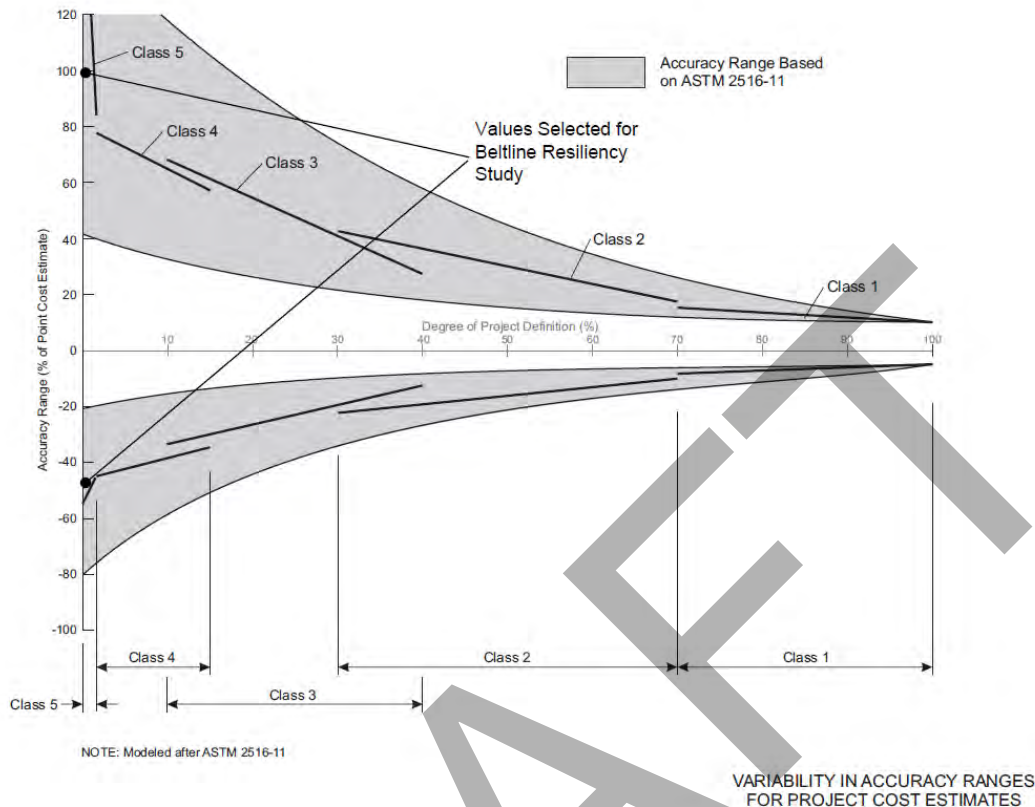 120
100
80
60
40
20
0
-20
-40
-60
-80
-100
Accuracy Range (% of Point Cost Estimate)
Class 5
Class 4
Class 3
Class 2
Class 1
Accuracy Range Based
on ASTM 2516-11
Values Selected for
Beltline Resiliency
Study
Degree of Project Definition (%)
10
20
30
40
50
60
70
80
90
100
Class 4
Class 2
Class 1
Class 5
Class 3
NOTE: Modeled after ASTM 2516-11
VARIABILITY IN ACCURACY RANGES
FOR PROJECT COST ESTIMATES